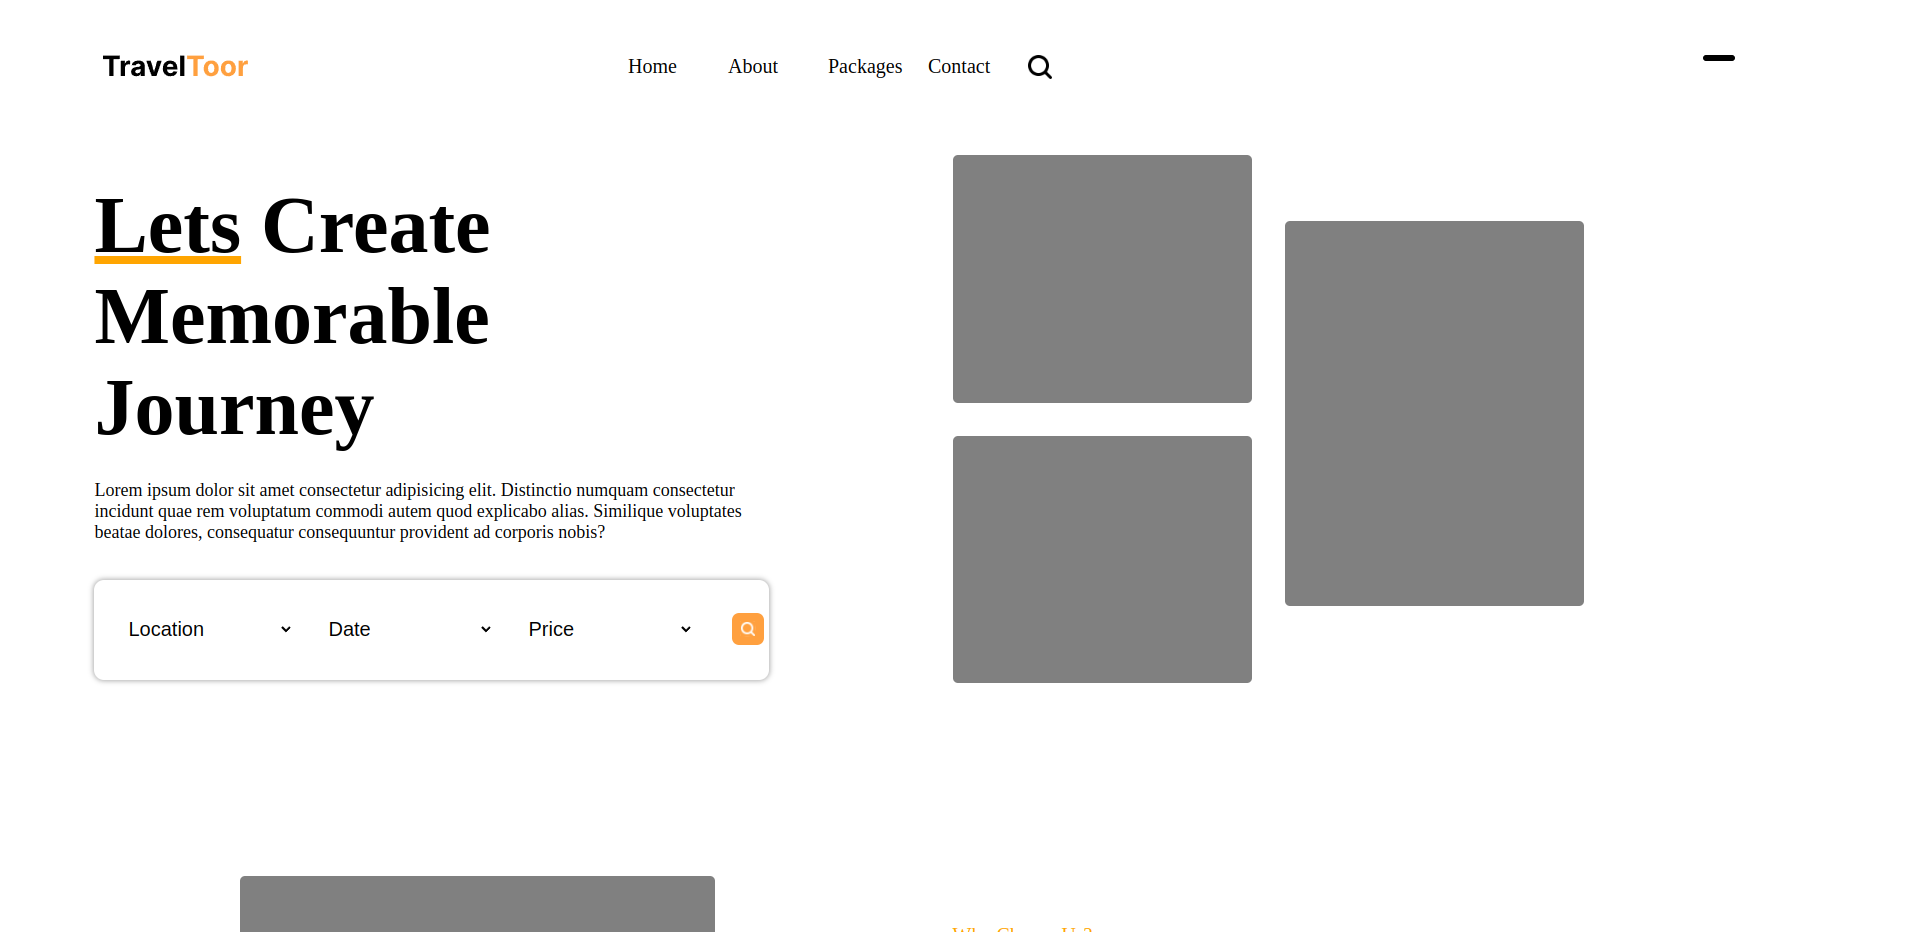 TravelToor
Home About Packages Contact
Lets Create
Memorable
Journey
Lorem ipsum dolor sit amet consectetur adipisicing elit. Distinctio numquam consectetur
incidunt quae rem voluptatum commodi autem quod explicabo alias. Similique voluptates
beatae dolores, consequatur consequuntur provident ad corporis nobis?
Location Date Price